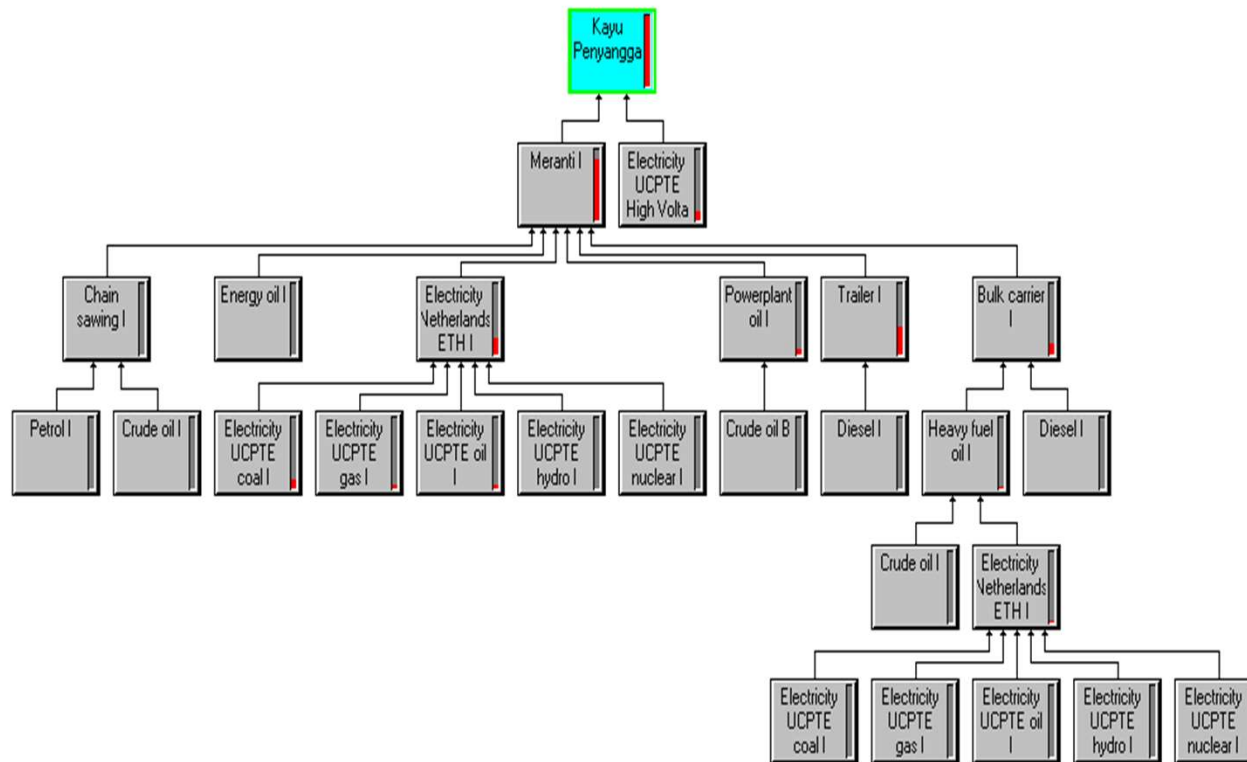 Kayu
Penyangga
Meranti I
Electricity
UCPTE
High Volta
Chain
sawing I
Energy oil I
Electricity
Netherlands
ETH I
Powerplant
oil I
Trailer I
Bulk carrier
I
Petrol I
Crude oil I
Electricity
UCPTE
coal I
Electricity
UCPTE
gas I
Electricity
UCPTE oil
I
Electricity
UCPTE
hydro I
Electricity
UCPTE
nuclear I
Crude oil B
Diesel I
Heavy fuel
oil I
Diesel I
Crude oil I
Electricity
Netherlands
ETH I
Electricity
UCPTE
coal I
Electricity
UCPTE
gas I
Electricity
UCPTE oil
I
Electricity
UCPTE
hydro I
Electricity
UCPTE
nuclear I